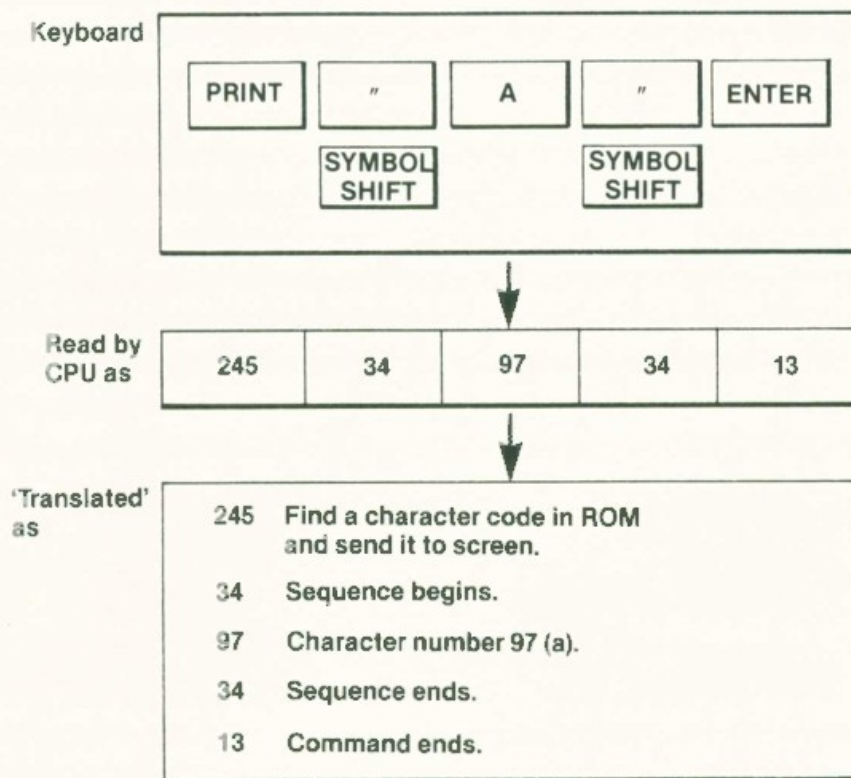 Keyboard
PRINT " A " ENTER
SYMBOL SHIFT SYMBOL SHIFT
Read by CPU as
245 34 97 34 13
'Translated' as
245 Find a character code in ROM
and send it to screen.
34 Sequence begins.
97 Character number 97 (a).
34 Sequence ends.
13 Command ends.